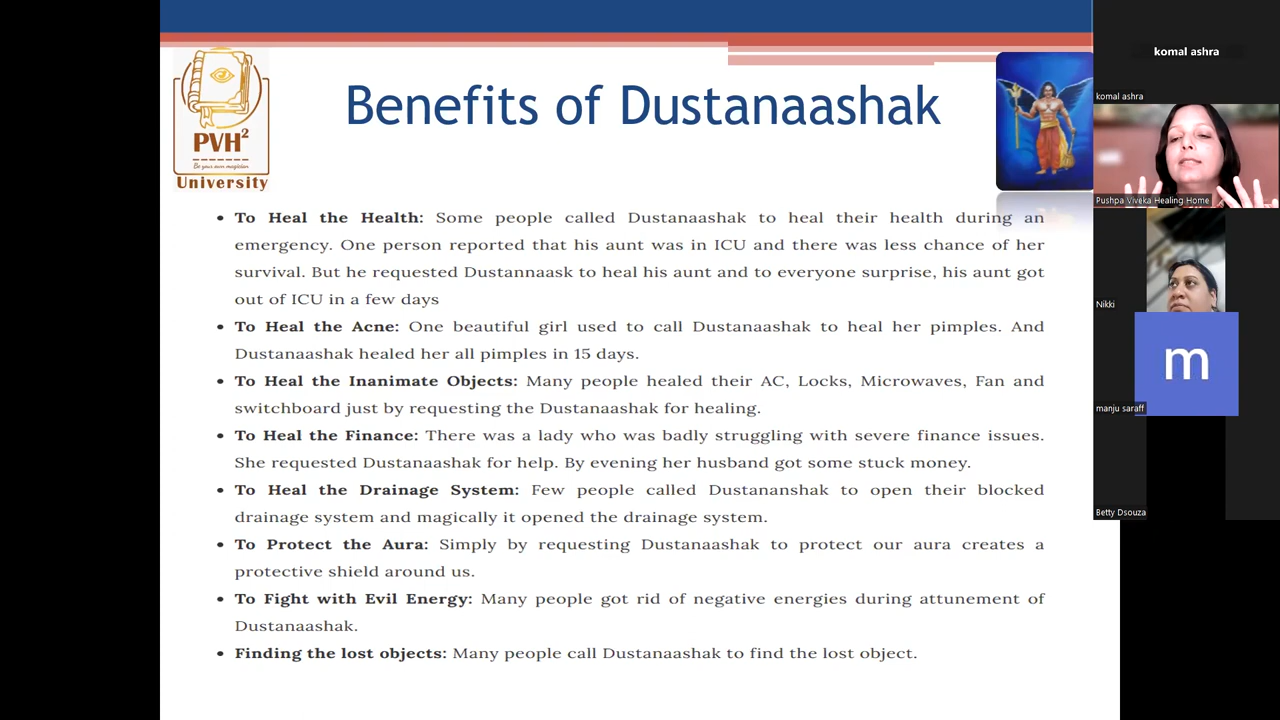 PVH²
Be your own magician
University
Benefits of Dustanaashak
• To Heal the Health: Some people called Dustanaashak to heal their health during an
emergency. One person reported that his aunt was in ICU and there was less chance of her
survival. But he requested Dustannaask to heal his aunt and to everyone surprise, his aunt got
out of ICU in a few days
• To Heal the Acne: One beautiful girl used to call Dustanaashak to heal her pimples. And
Dustanaashak healed her all pimples in 15 days.
• To Heal the Inanimate Objects: Many people healed their AC, Locks, Microwaves, Fan and
switchboard just by requesting the Dustanaashak for healing.
• To Heal the Finance: There was a lady who was badly struggling with severe finance issues.
She requested Dustanaashak for help. By evening her husband got some stuck money.
• To Heal the Drainage System: Few people called Dustananshak to open their blocked
drainage system and magically it opened the drainage system.
• To Protect the Aura: Simply by requesting Dustanaashak to protect our aura creates a
protective shield around us.
• To Fight with Evil Energy: Many people got rid of negative energies during attunement of
Dustanaashak.
• Finding the lost objects: Many people call Dustanaashak to find the lost object.
komal ashra
komal ashra
Pushpa Viveka Healing Home
Nikki
m
manju saraff
Betty Dsouza